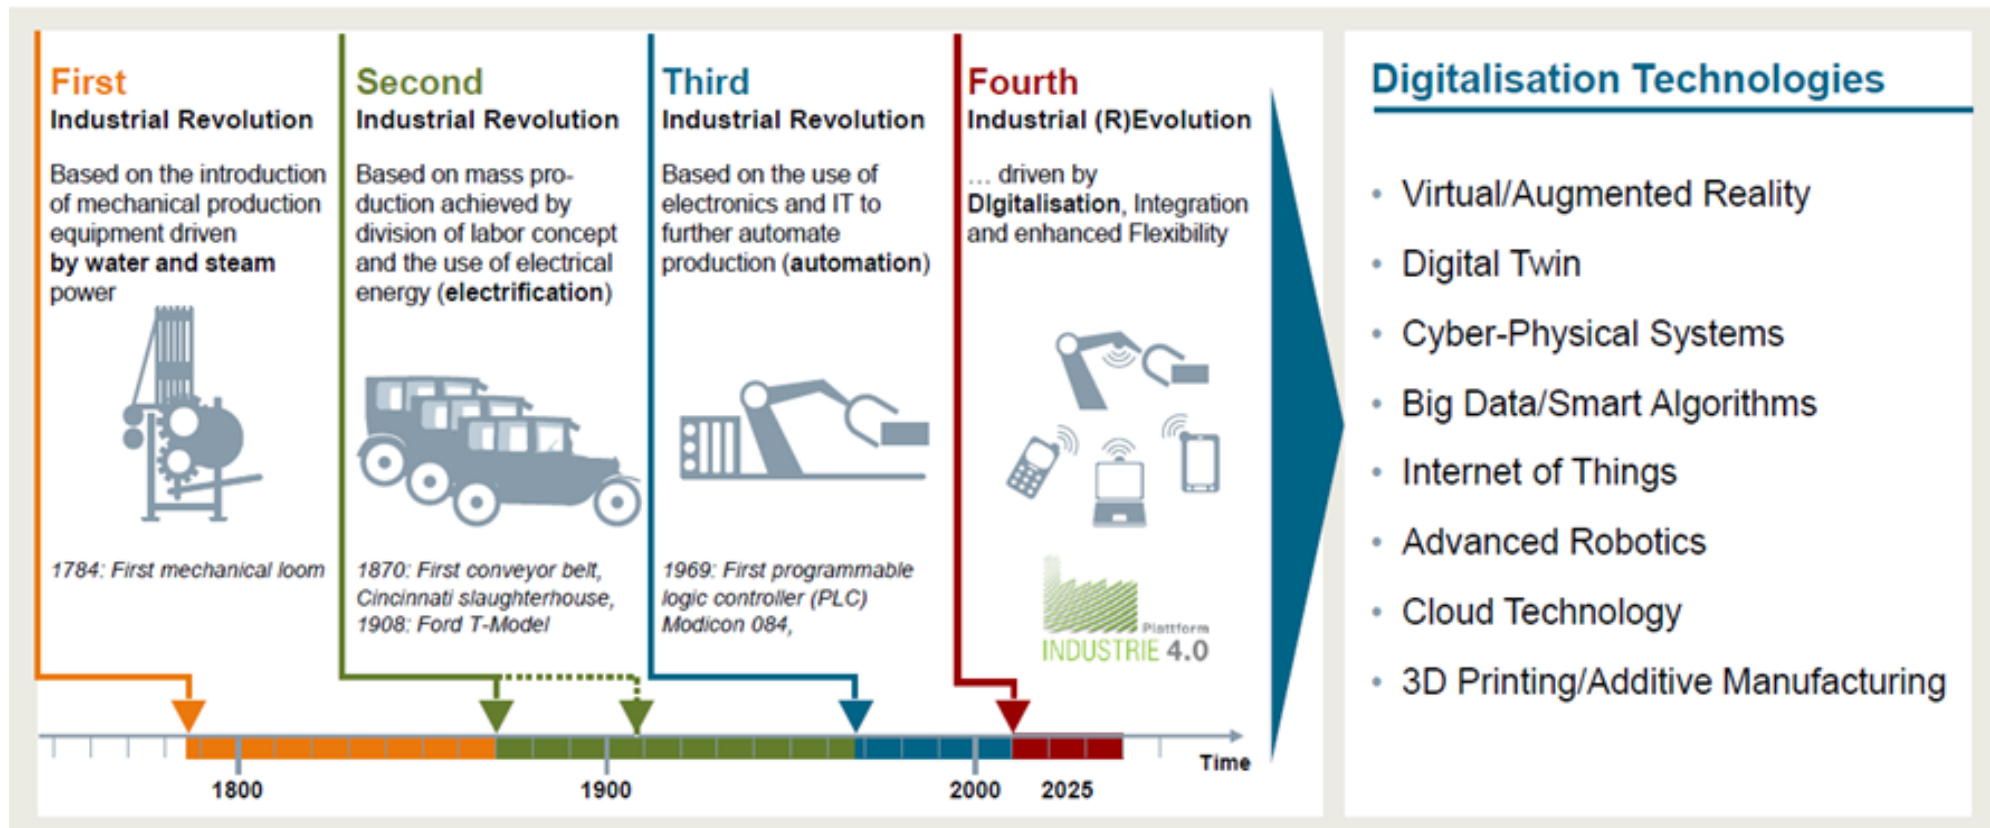 First
Industrial Revolution
Based on the introduction
of mechanical production
equipment driven
by water and steam
power
1784: First mechanical loom
Second
Industrial Revolution
Based on mass pro-
duction achieved by
division of labor concept
and the use of electrical
energy (electrification)
1870: First conveyor belt,
Cincinnati slaughterhouse,
1908: Ford T-Model
Third
Industrial Revolution
Based on the use of
electronics and IT to
further automate
production (automation)
1969: First programmable
logic controller (PLC)
Modicon 084,
Fourth
Industrial (R)Evolution
... driven by
DIgitalisation, Integration
and enhanced Flexibility
Plattform
INDUSTRIE 4.0
Time
1800
1900
2000
2025
Digitalisation Technologies
• Virtual/Augmented Reality
• Digital Twin
• Cyber-Physical Systems
• Big Data/Smart Algorithms
• Internet of Things
• Advanced Robotics
• Cloud Technology
• 3D Printing/Additive Manufacturing